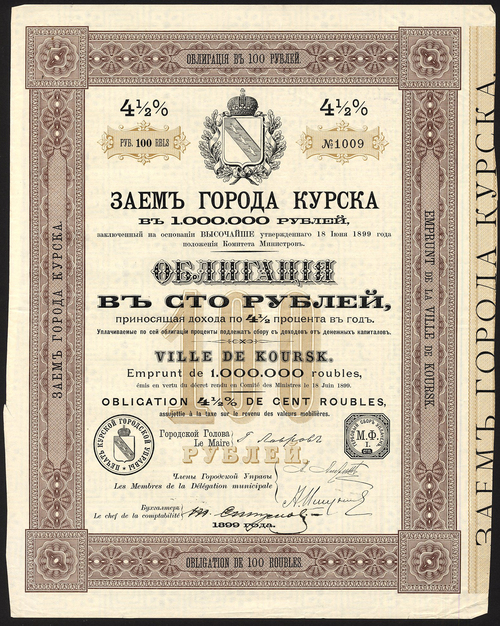 ОБЛИГАЦІЯ ВЪ 100 РУБЛЕЙ.
4½% 4½%
РУБ. 100 RBLS №1009
ЗАЕМЪ ГОРОДА КУРСКА
ВЪ 1.000.000 РУБЛЕЙ,
заключенный на основаніи ВЫСОЧАЙШЕ утвержденнаго 18 Іюня 1899 года
положенія Комитета Министровъ.
ОБЛИГАЦІЯ
ВЪ СТО РУБЛЕЙ,
приносящая дохода по 4½ процента въ годъ.
Уплачиваемые по сей облигаціи проценты подлежатъ сбору съ доходовъ отъ денежныхъ капиталовъ.
100
VILLE DE KOURSK.
Emprunt de 1.000.000 roubles,
émis en vertu du décret rendu en Comité des Ministres le 18 Juin 1899.
OBLIGATION 4½% DE CENT ROUBLES,
assujettie à la taxe sur le revenu des valeurs mobilières.
Городской Голова
Le Maire
РУБЛЕЙ.
ПЕЧАТЬ КУРСКОЙ ГОРОДСКОЙ УПРАВЫ
М.Ф.
I.
Члены Городской Управы
Les Membres de la Délégation municipale
Бухгалтеръ
Le chef de la comptabilité
1899 года.
OBLIGATION DE 100 ROUBLES.
ЗАЕМЪ ГОРОДА КУРСКА.
EMPRUNT DE LA VILLE DE KOURSK
ЗАЕМЪ ГОРОДА КУРСКА.